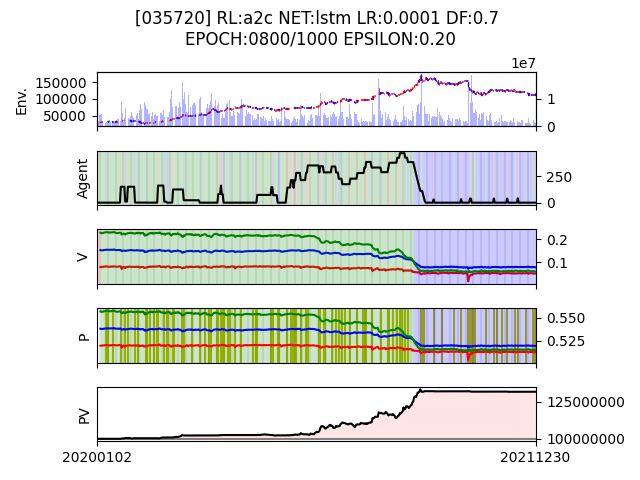 [035720] RL:a2c NET:lstm LR:0.0001 DF:0.7
EPOCH:0800/1000 EPSILON:0.20
1e7
Env.
150000
100000
50000
1
0
Agent
250
0
V
0.2
0.1
P
0.550
0.525
PV
125000000
100000000
20200102
20211230